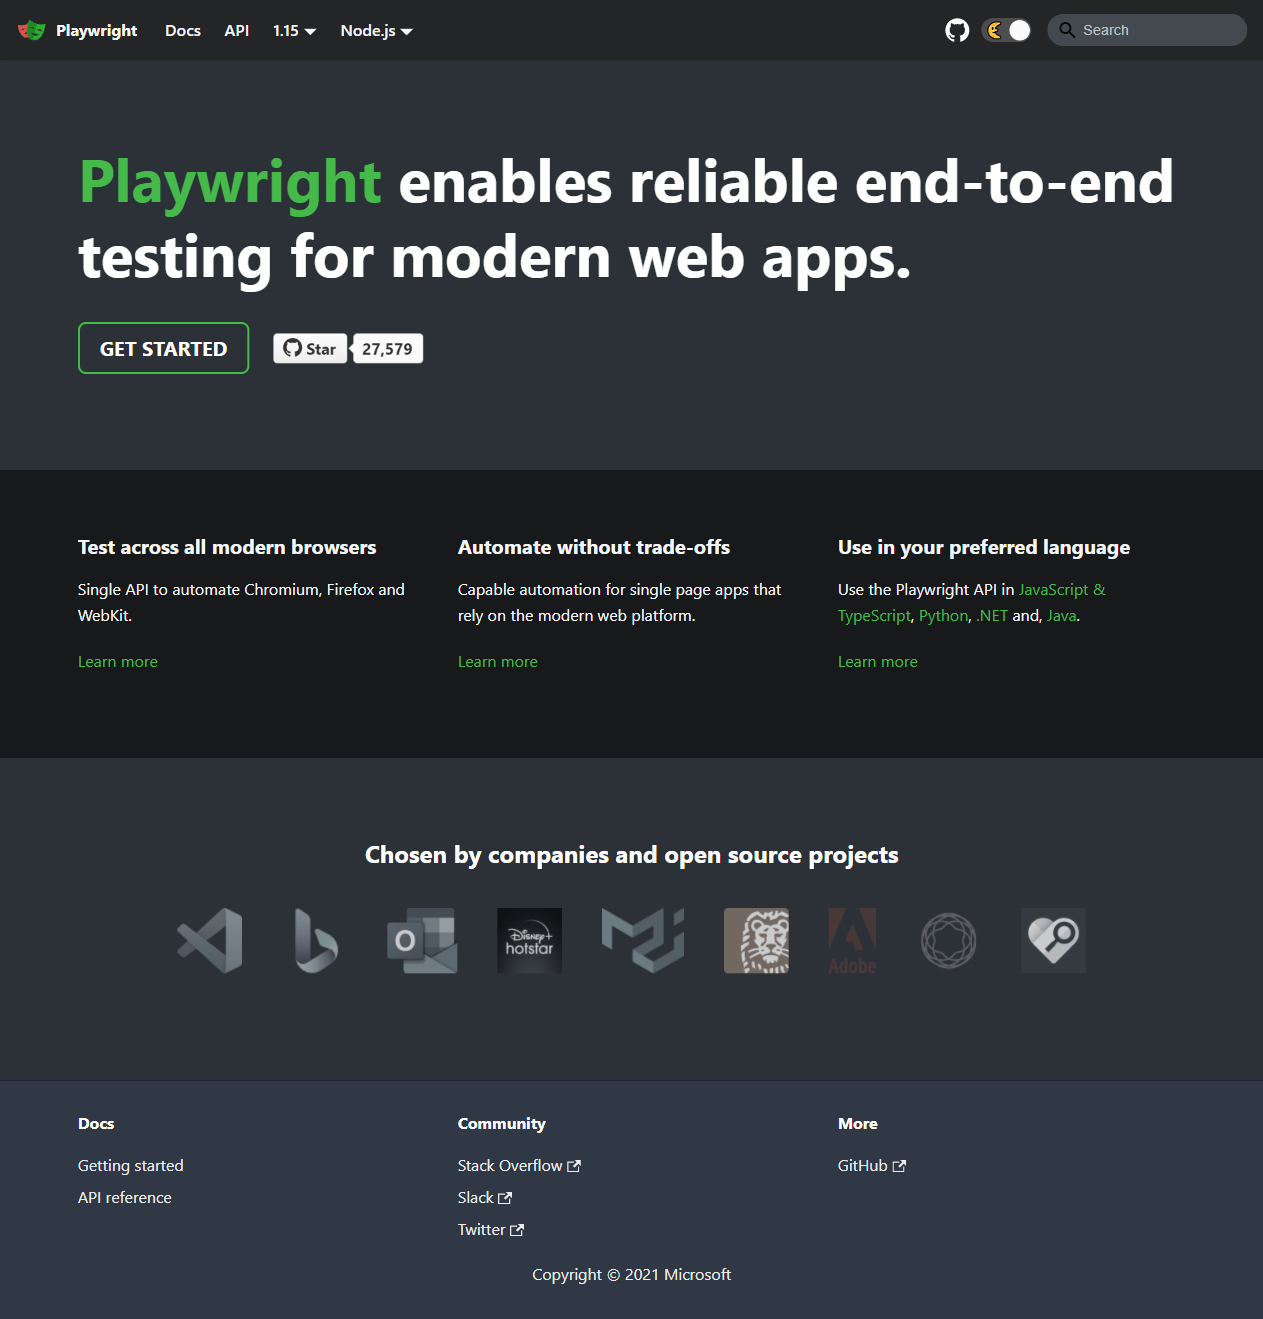 Playwright Docs API 1.15 Node.js Search
Playwright enables reliable end-to-end
testing for modern web apps.
GET STARTED Star 27,579
Test across all modern browsers
Single API to automate Chromium, Firefox and
WebKit.
Learn more
Automate without trade-offs
Capable automation for single page apps that
rely on the modern web platform.
Learn more
Use in your preferred language
Use the Playwright API in JavaScript &
TypeScript, Python, .NET and, Java.
Learn more
Chosen by companies and open source projects
O
Disney+
hotstar
Adobe
Docs
Getting started
API reference
Community
Stack Overflow
Slack
Twitter
More
GitHub
Copyright © 2021 Microsoft